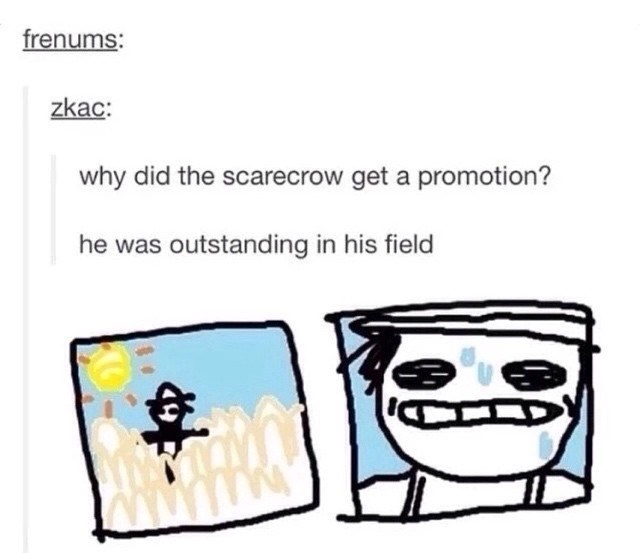 frenums:
zkac:
why did the scarecrow get a promotion?
he was outstanding in his field